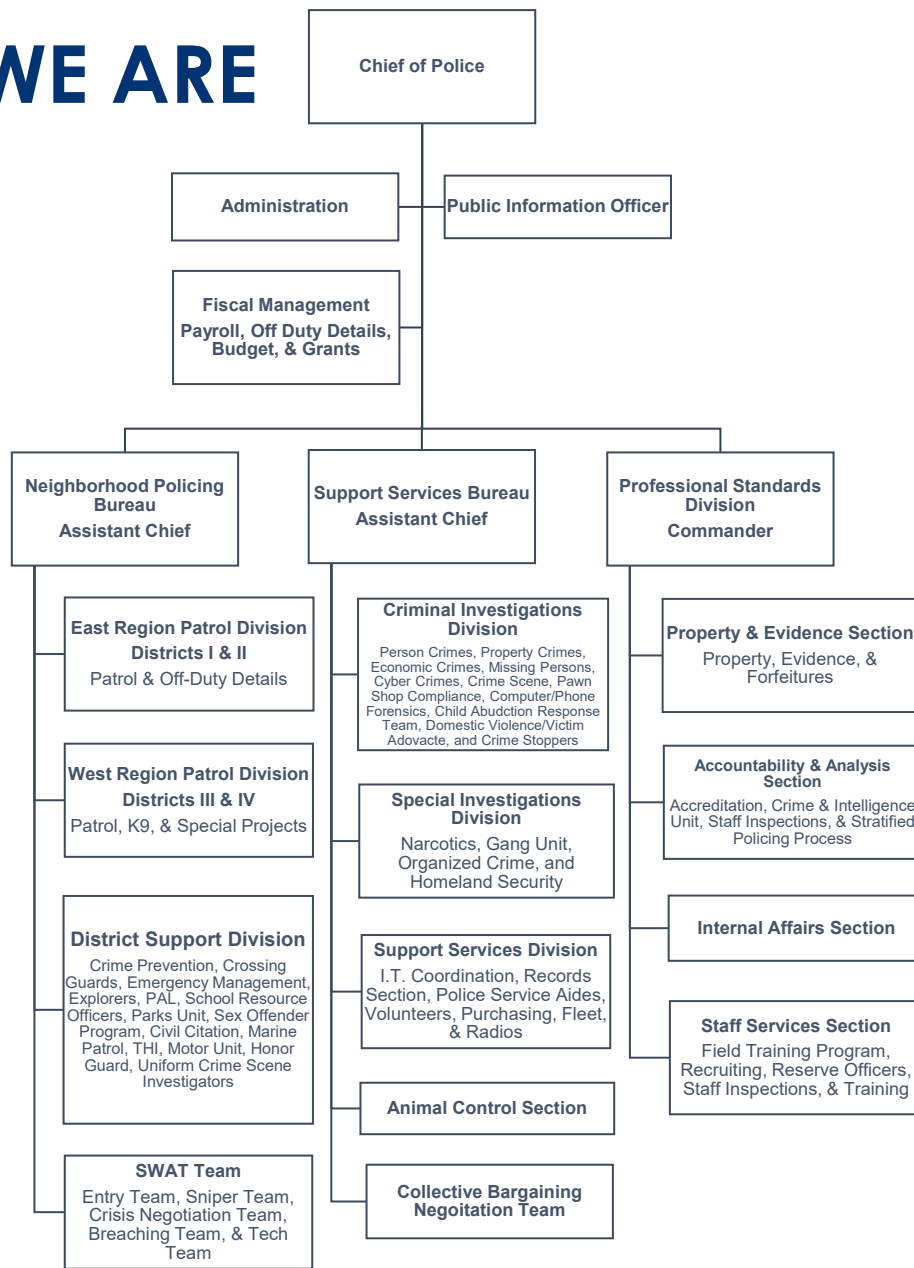 WE ARE
Chief of Police
Administration
Public Information Officer
Fiscal Management
Payroll, Off Duty Details,
Budget, & Grants
Neighborhood Policing
Bureau
Assistant Chief
East Region Patrol Division
Districts I & II
Patrol & Off-Duty Details
West Region Patrol Division
Districts III & IV
Patrol, K9, & Special Projects
District Support Division
Crime Prevention, Crossing
Guards, Emergency Management,
Explorers, PAL, School Resource
Officers, Parks Unit, Sex Offender
Program, Civil Citation, Marine
Patrol, THI, Motor Unit, Honor
Guard, Uniform Crime Scene
Investigators
SWAT Team
Entry Team, Sniper Team,
Crisis Negotiation Team,
Breaching Team, & Tech
Team
Support Services Bureau
Assistant Chief
Criminal Investigations
Division
Person Crimes, Property Crimes,
Economic Crimes, Missing Persons,
Cyber Crimes, Crime Scene, Pawn
Shop Compliance, Computer/Phone
Forensics, Child Abudction Response
Team, Domestic Violence/Victim
Adovacte, and Crime Stoppers
Special Investigations
Division
Narcotics, Gang Unit,
Organized Crime, and
Homeland Security
Support Services Division
I.T. Coordination, Records
Section, Police Service Aides,
Volunteers, Purchasing, Fleet,
& Radios
Animal Control Section
Collective Bargaining
Negoitation Team
Professional Standards
Division
Commander
Property & Evidence Section
Property, Evidence, &
Forfeitures
Accountability & Analysis
Section
Accreditation, Crime & Intelligence
Unit, Staff Inspections, & Stratified
Policing Process
Internal Affairs Section
Staff Services Section
Field Training Program,
Recruiting, Reserve Officers,
Staff Inspections, & Training